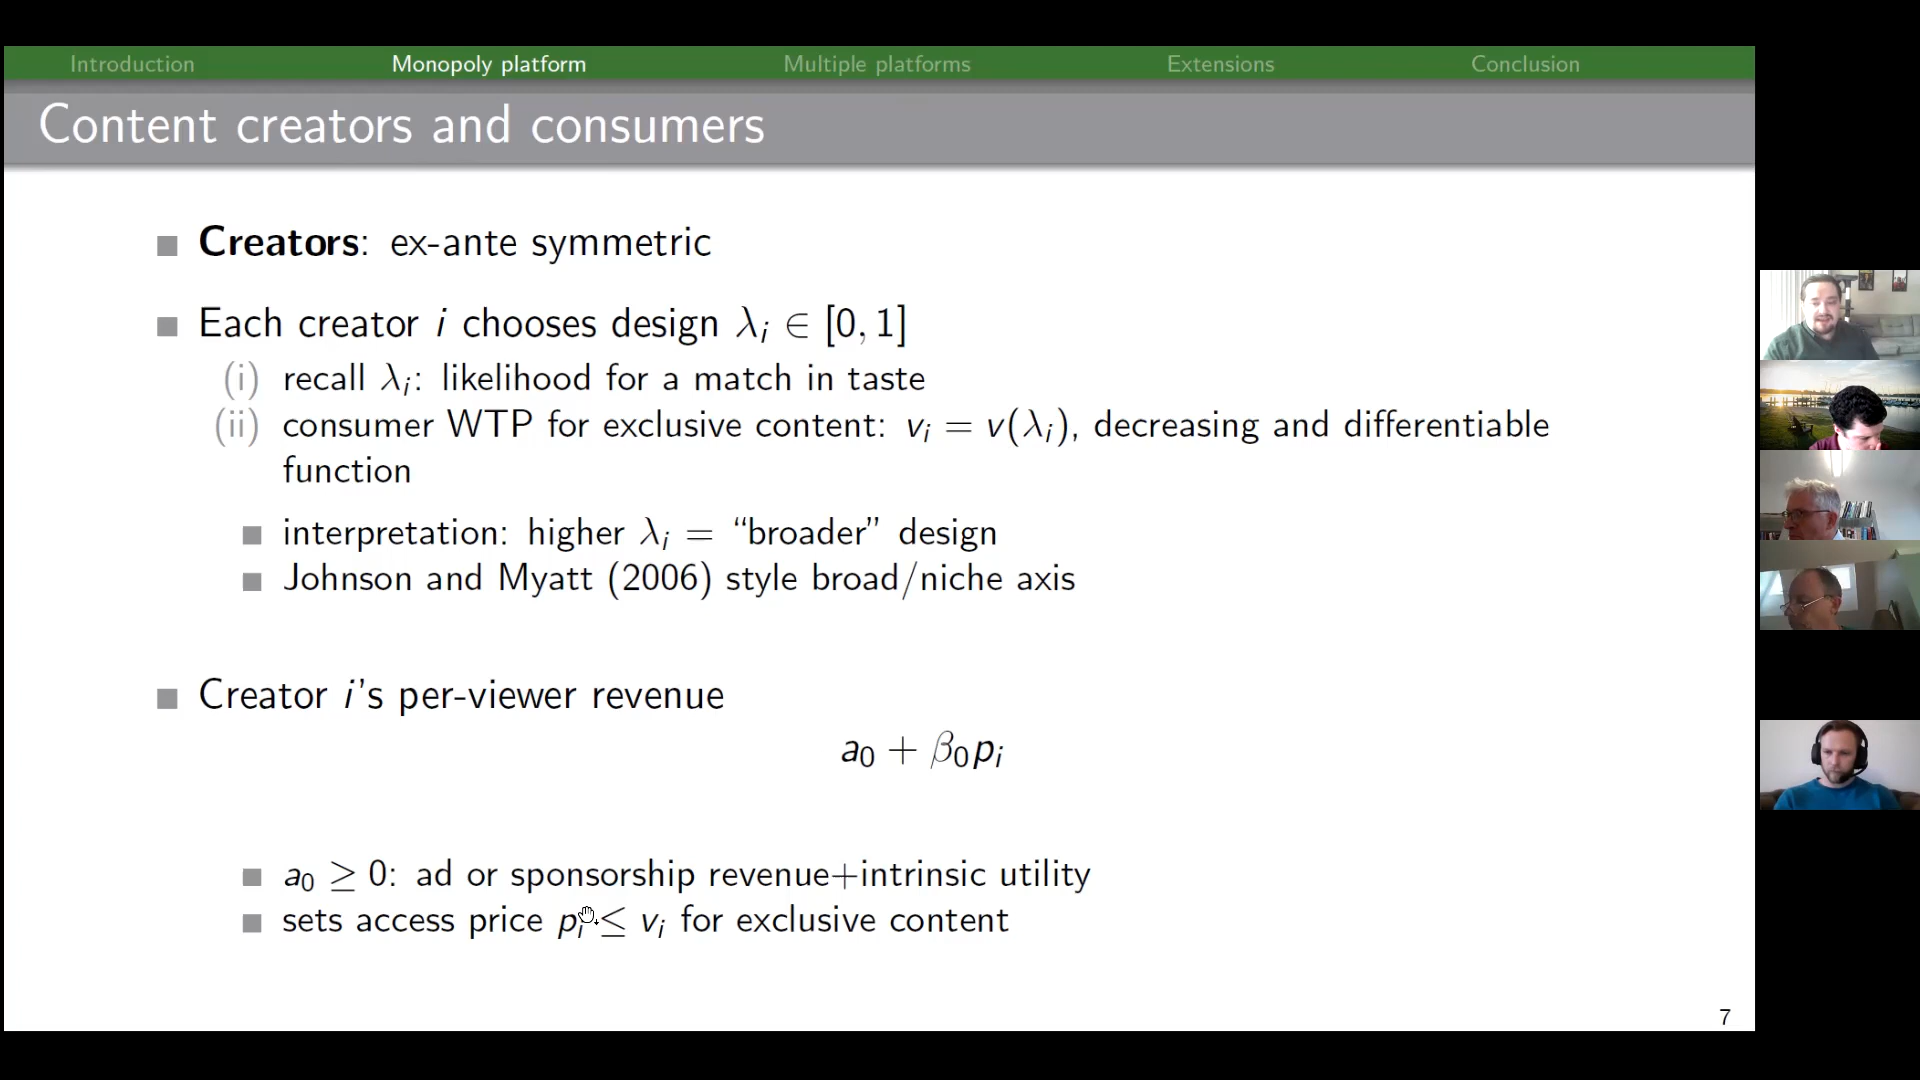 Introduction Monopoly platform Multiple platforms Extensions Conclusion
Content creators and consumers
Creators: ex-ante symmetric
Each creator i chooses design λᵢ ∈ [0, 1]
(i) recall λᵢ: likelihood for a match in taste
(ii) consumer WTP for exclusive content: vᵢ = v(λᵢ), decreasing and differentiable
function
interpretation: higher λᵢ = “broader” design
Johnson and Myatt (2006) style broad/niche axis
Creator i’s per-viewer revenue
a₀ + β₀pᵢ
a₀ ≥ 0: ad or sponsorship revenue+intrinsic utility
sets access price pᵢ ≤ vᵢ for exclusive content
7